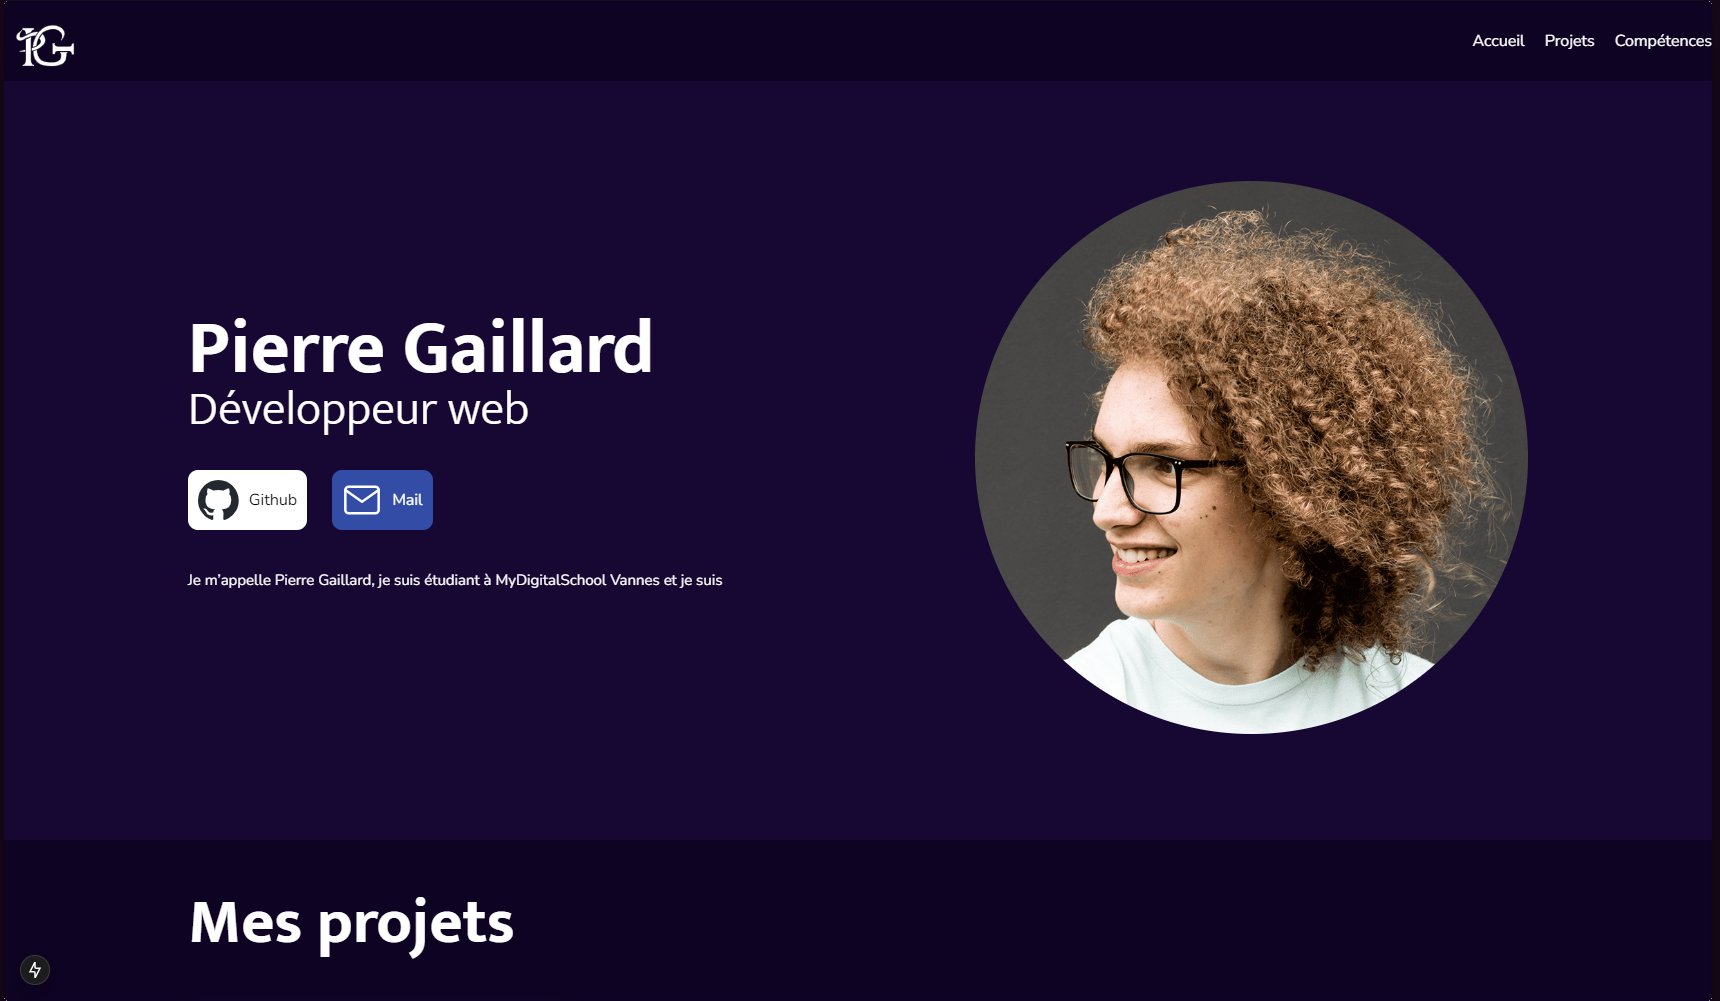 PG
Accueil Projets Compétences
Pierre Gaillard
Développeur web
Github Mail
Je m'appelle Pierre Gaillard, je suis étudiant à MyDigitalSchool Vannes et je suis
Mes projets